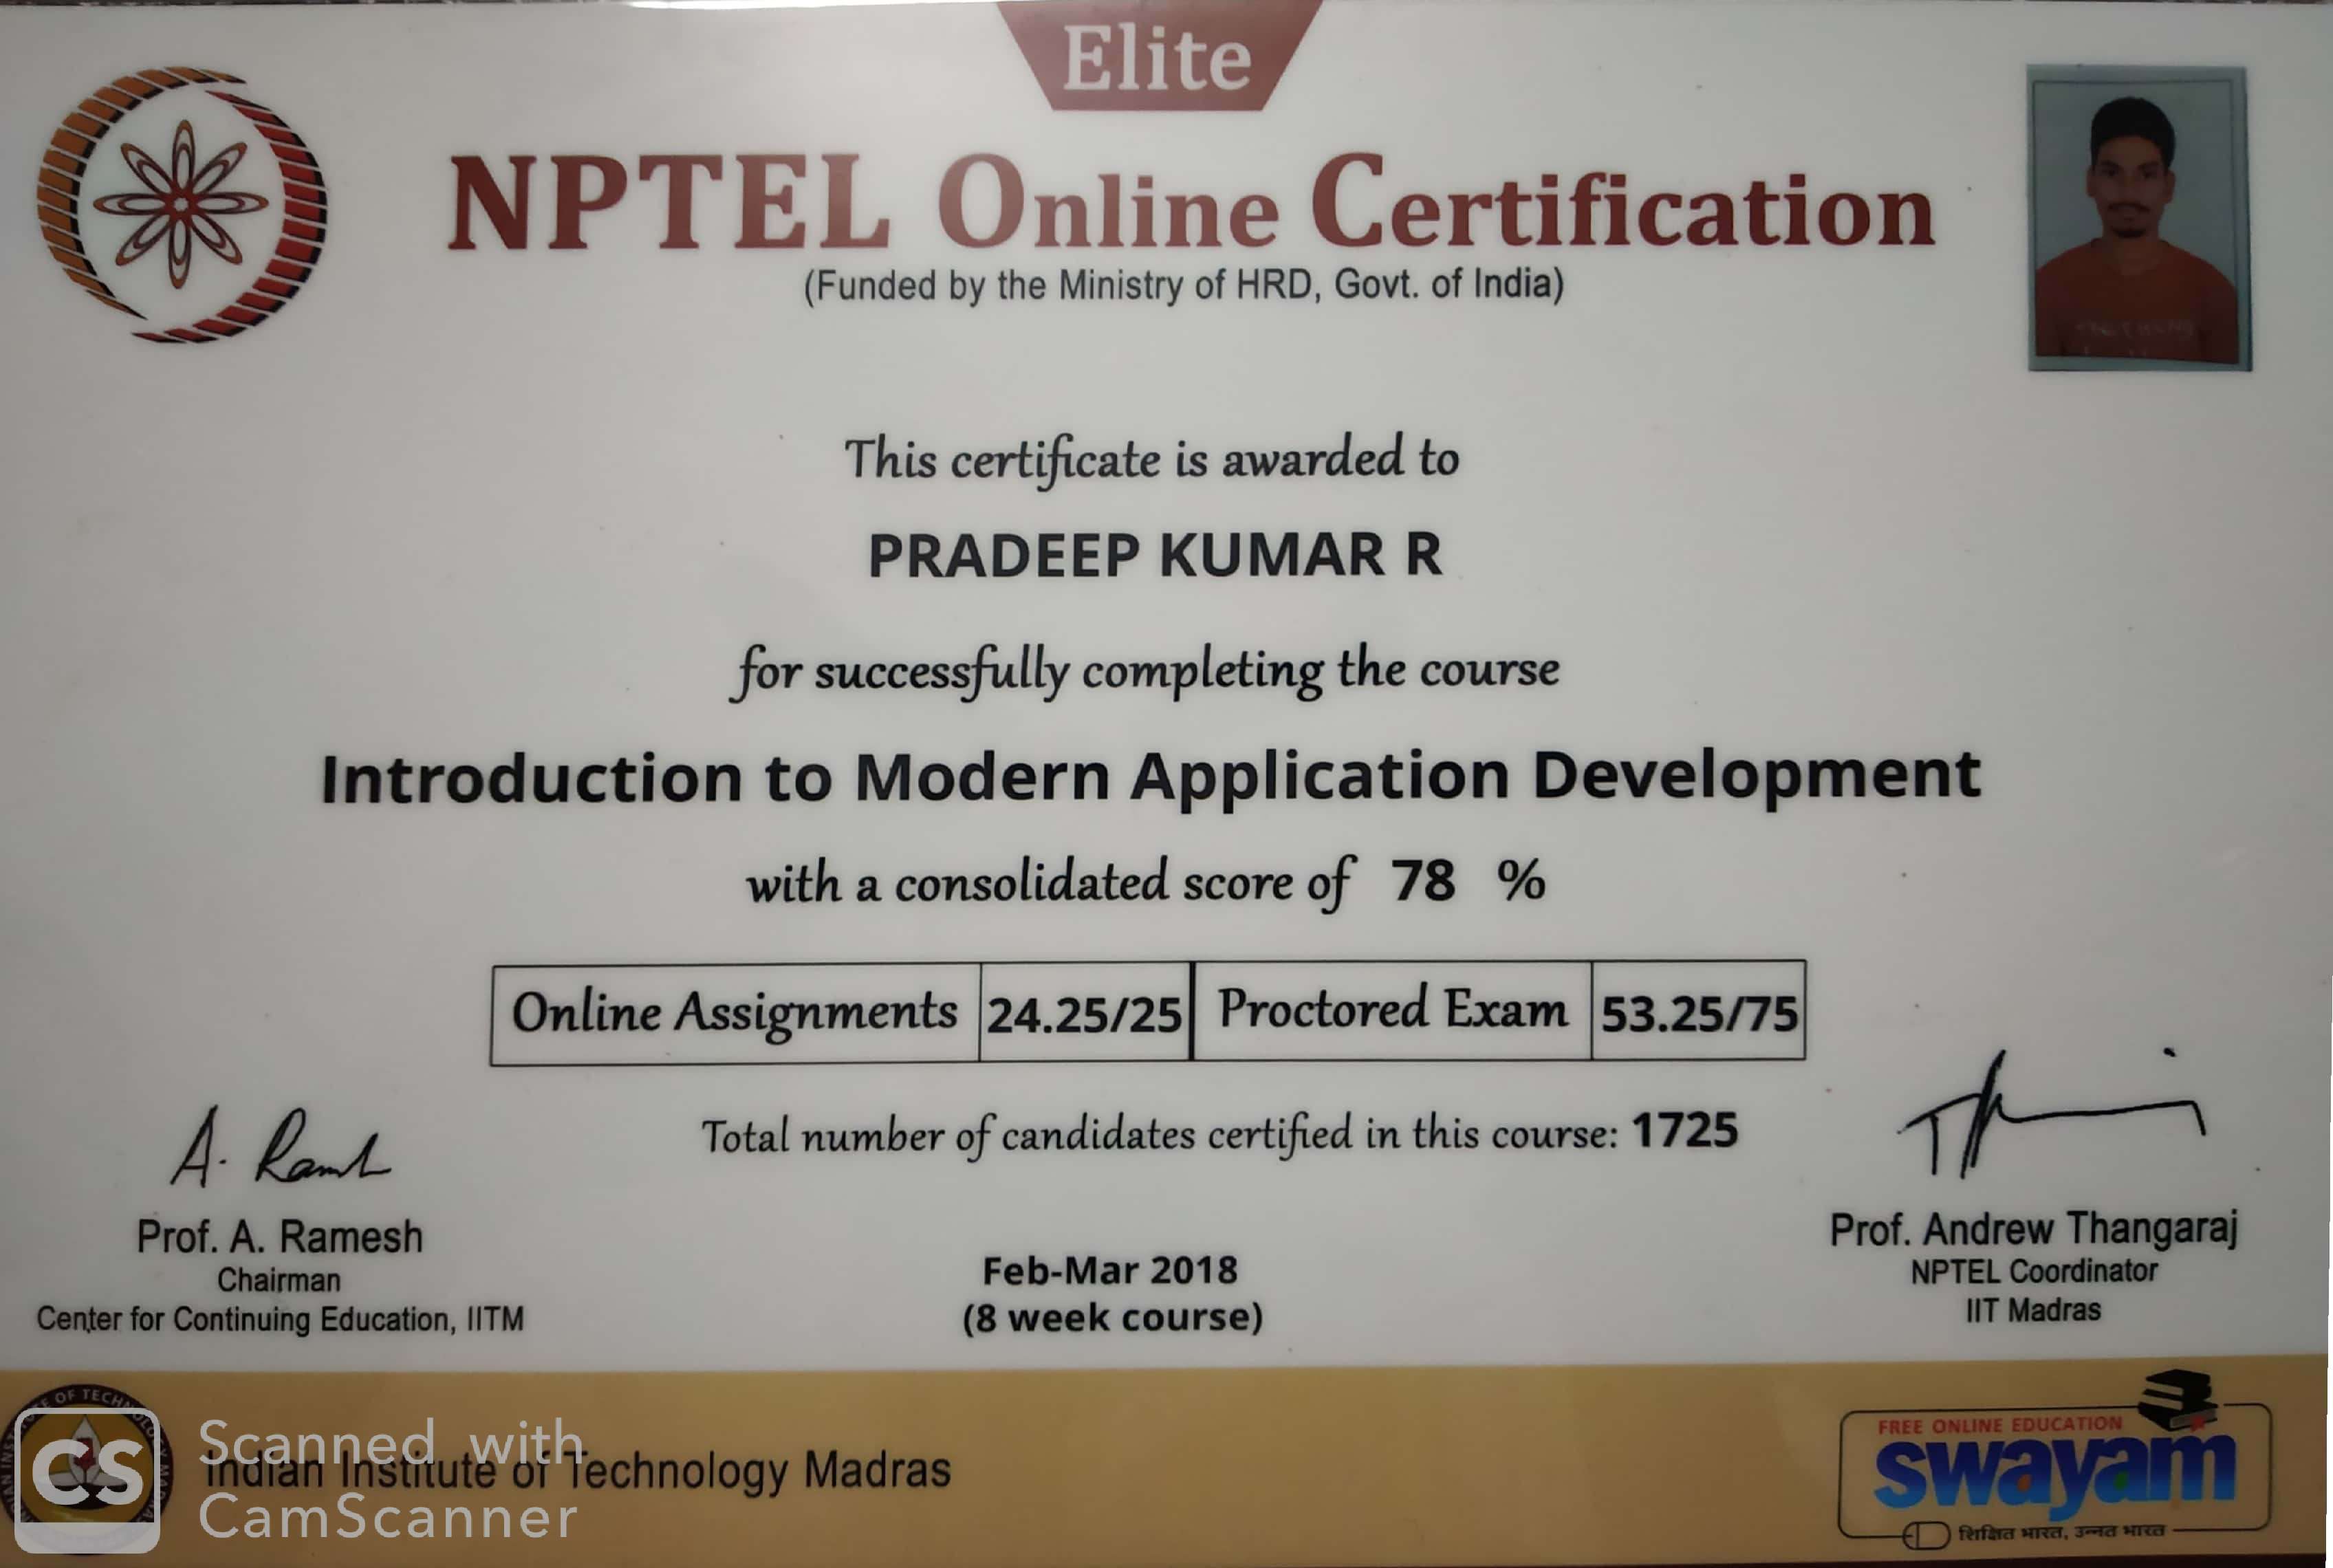 Elite
NPTEL Online Certification
(Funded by the Ministry of HRD, Govt. of India)
This certificate is awarded to
PRADEEP KUMAR R
for successfully completing the course
Introduction to Modern Application Development
with a consolidated score of 78 %
Online Assignments 24.25/25 Proctored Exam 53.25/75
Total number of candidates certified in this course: 1725
A. Ramesh
Prof. A. Ramesh
Chairman
Center for Continuing Education, IITM
Feb-Mar 2018
(8 week course)
Prof. Andrew Thangaraj
NPTEL Coordinator
IIT Madras
OF TECHNOLOGY
Indian Institute of Technology Madras
CS
Scanned with
CamScanner
FREE ONLINE EDUCATION
swayam
शिक्षित भारत, उन्नत भारत